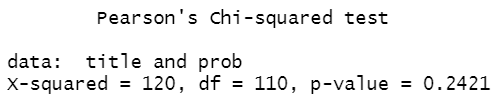 Pearson's Chi-squared test
data:  title and prob
X-squared = 120, df = 110, p-value = 0.2421